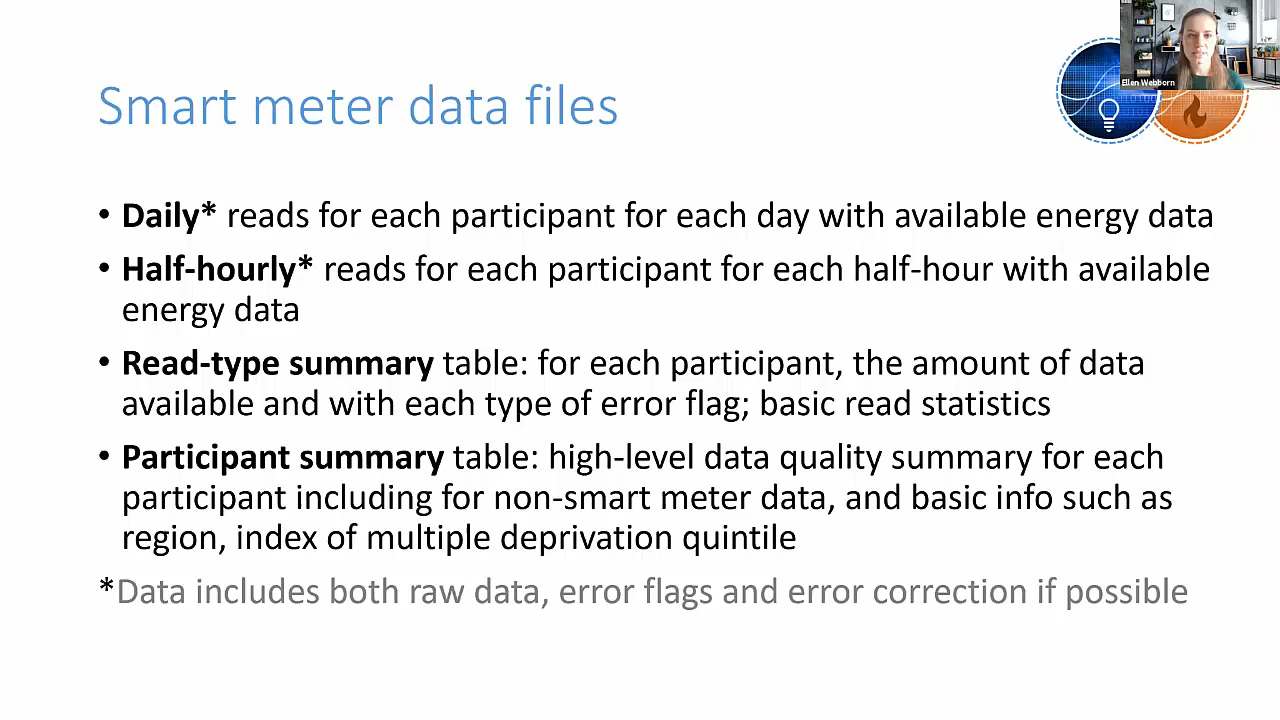 Ellen Webborn
Smart meter data files
• Daily* reads for each participant for each day with available energy data
• Half-hourly* reads for each participant for each half-hour with available
energy data
• Read-type summary table: for each participant, the amount of data
available and with each type of error flag; basic read statistics
• Participant summary table: high-level data quality summary for each
participant including for non-smart meter data, and basic info such as
region, index of multiple deprivation quintile
*Data includes both raw data, error flags and error correction if possible